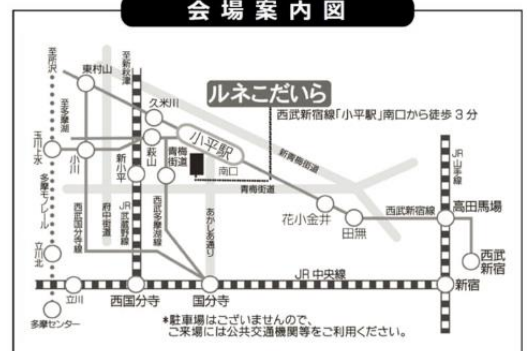 会場案内図
至所沢
東村山
至新秋津
久米川
ルネこだいら
西武新宿線「小平駅」南口から徒歩3分
至多摩湖
小平駅
新青梅街道
玉川上水
小川
萩山
青梅街道
南口
新小平
青梅街道
JR山手線
多摩モノレール
西武国分寺線
府中街道
JR武蔵野線
西武多摩湖線
あかしあ通り
花小金井
田無
西武新宿線
高田馬場
立川北
西武新宿
JR中央線
立川
西国分寺
国分寺
新宿
多摩センター
*駐車場はございませんので、
ご来場には公共交通機関等をご利用ください。